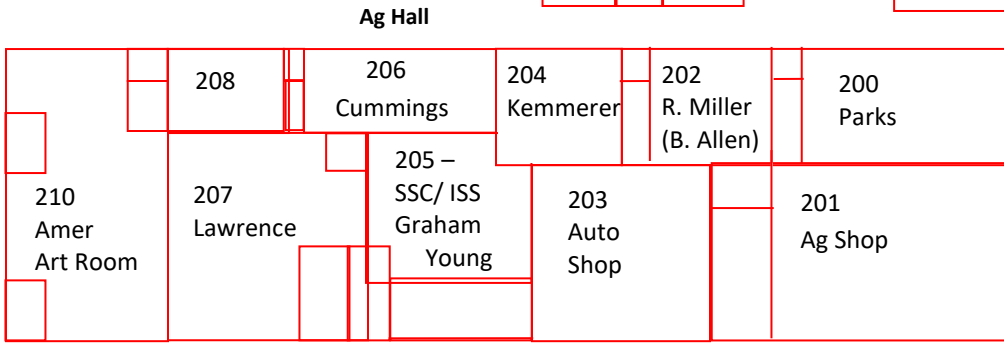 Ag Hall
208
206
Cummings
204
Kemmerer
202
R. Miller
(B. Allen)
200
Parks
210
Amer
Art Room
207
Lawrence
205 –
SSC/ ISS
Graham
Young
203
Auto
Shop
201
Ag Shop